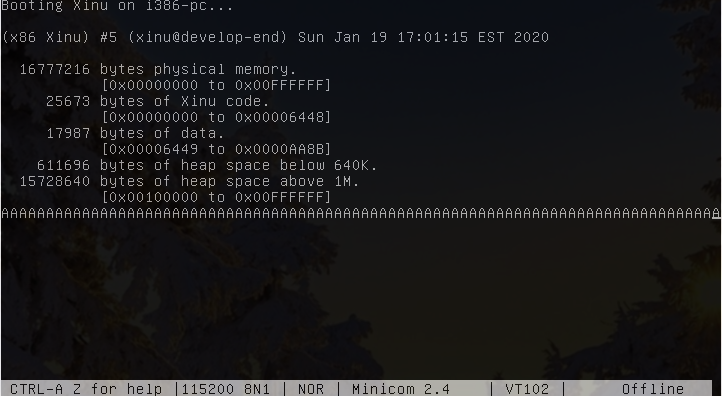 Booting Xinu on i386-pc...
(x86 Xinu) #5 (xinu@develop-end) Sun Jan 19 17:01:15 EST 2020
16777216 bytes physical memory.
[0x00000000 to 0x00FFFFFF]
25673 bytes of Xinu code.
[0x00000000 to 0x00006448]
17987 bytes of data.
[0x00006449 to 0x0000AA8B]
611696 bytes of heap space below 640K.
15728640 bytes of heap space above 1M.
[0x00100000 to 0x00FFFFFF]
AAAAAAAAAAAAAAAAAAAAAAAAAAAAAAAAAAAAAAAAAAAAAAAAAAAAAAAAAAAAAAAAAAAAAAAAAAAAAAAA
CTRL-A Z for help |115200 8N1 | NOR | Minicom 2.4 | VT102 | Offline